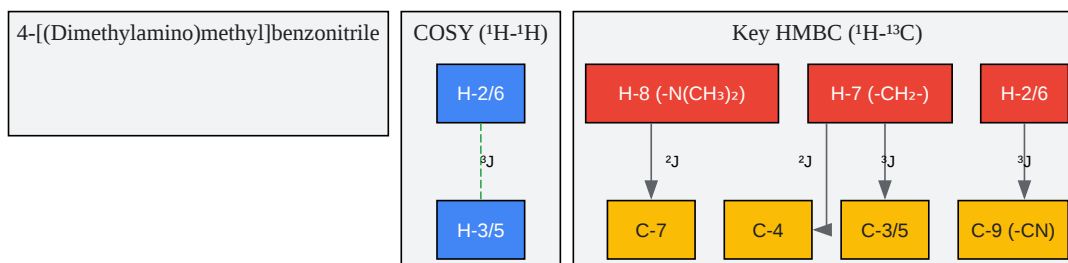 4-[(Dimethylamino)methyl]benzonitrile
COSY (¹H-¹H)
H-2/6
³J
H-3/5
Key HMBC (¹H-¹³C)
H-8 (-N(CH₃)₂)
H-7 (-CH₂-)
H-2/6
²J
²J
³J
³J
C-7
C-4
C-3/5
C-9 (-CN)